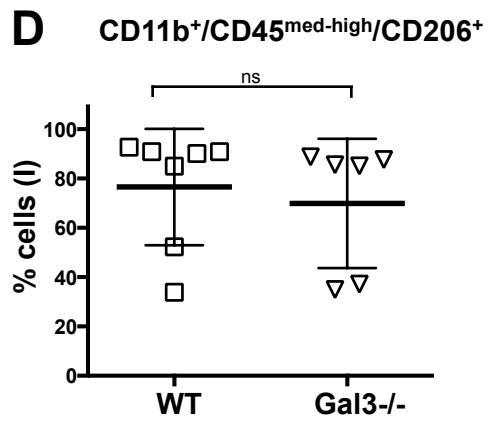 D CD11b⁺/CD45ᵐᵉᵈ⁻ʰⁱᵍʰ/CD206⁺
ns
% cells (I)
100
80
60
40
20
0
WT Gal3-/-